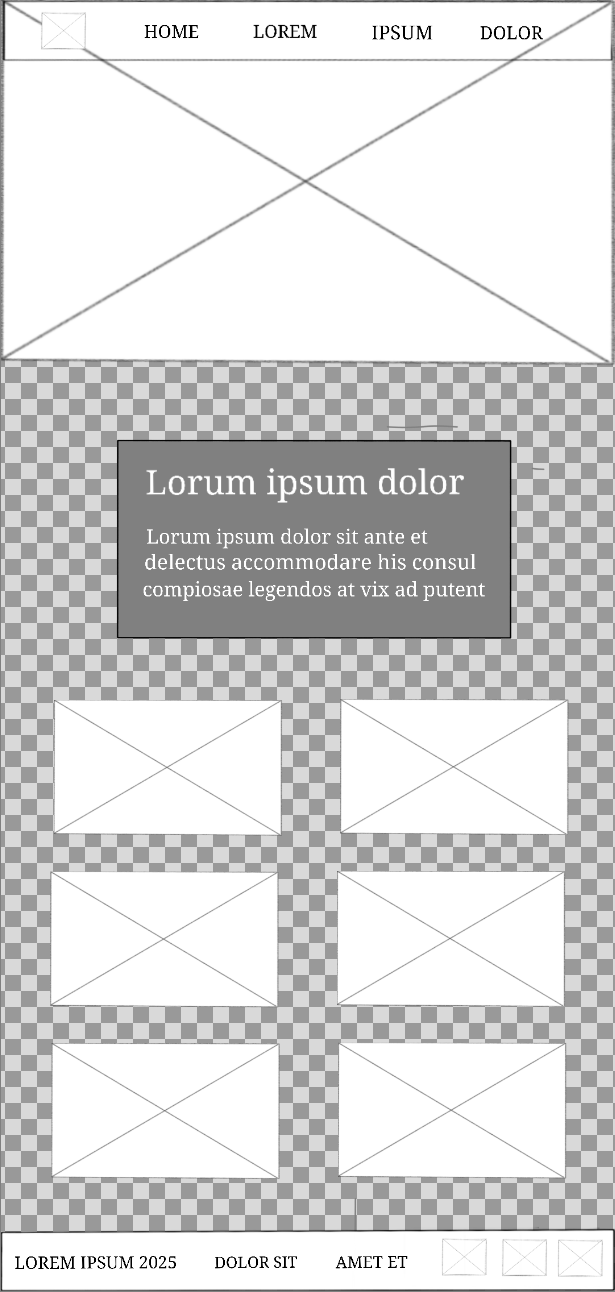 HOME LOREM IPSUM DOLOR
Lorum ipsum dolor
Lorum ipsum dolor sit ante et
delectus accommodare his consul
compiosae legendos at vix ad putent
LOREM IPSUM 2025 DOLOR SIT AMET ET